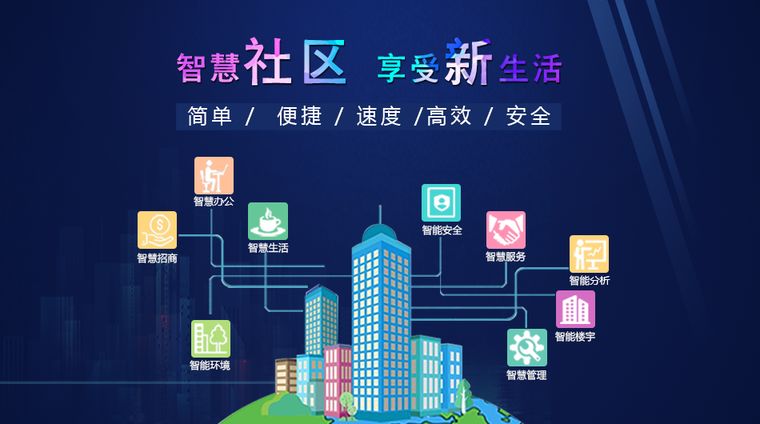 智慧社区 享受新生活
简单 / 便捷 / 速度 /高效 / 安全
智慧办公
智慧招商
智慧生活
智能环境
智能安全
智慧服务
智能分析
智能楼宇
智慧管理
$